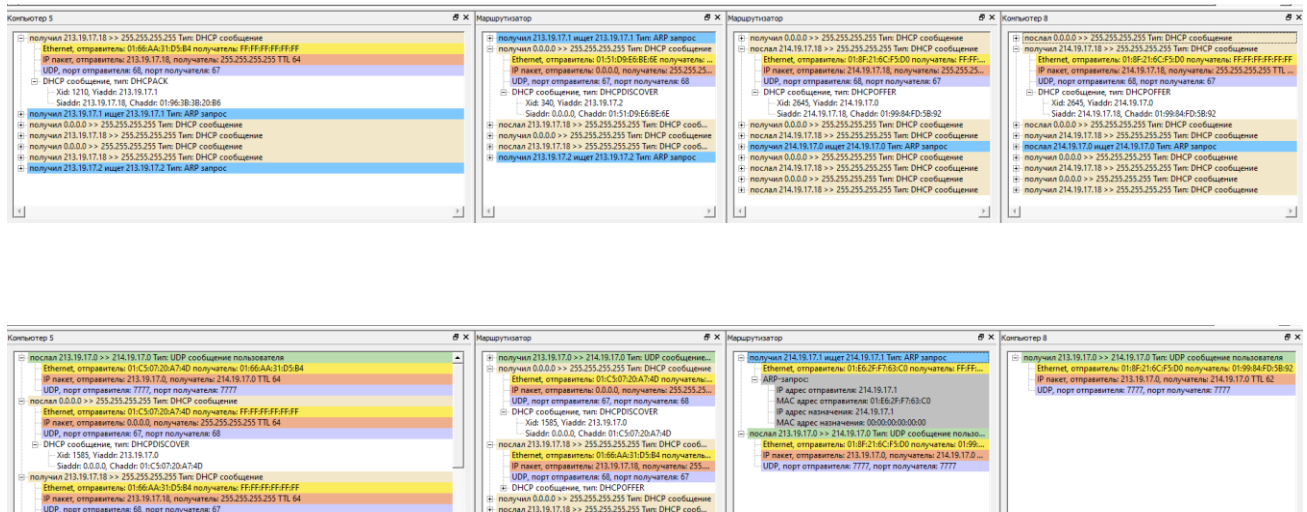 Компьютер 5
получил 213.19.17.18 >> 255.255.255.255 Тип: DHCP сообщение
Ethernet, отправитель: 01:66:AA:31:D5:B4 получатель: FF:FF:FF:FF:FF:FF
IP пакет, отправитель: 213.19.17.18, получатель: 255.255.255.255 TTL 64
UDP, порт отправителя: 68, порт получателя: 67
DHCP сообщение, тип: DHCPACK
Xid: 1210, Yiaddr: 213.19.17.1
Siaddr: 213.19.17.18, Chaddr: 01:96:3B:3B:20:B6
получил 213.19.17.1 ищет 213.19.17.1 Тип: ARP запрос
получил 0.0.0.0 >> 255.255.255.255 Тип: DHCP сообщение
получил 213.19.17.18 >> 255.255.255.255 Тип: DHCP сообщение
получил 0.0.0.0 >> 255.255.255.255 Тип: DHCP сообщение
получил 213.19.17.18 >> 255.255.255.255 Тип: DHCP сообщение
получил 213.19.17.2 ищет 213.19.17.2 Тип: ARP запрос
Маршрутизатор
получил 213.19.17.1 ищет 213.19.17.1 Тип: ARP запрос
получил 0.0.0.0 >> 255.255.255.255 Тип: DHCP сообщение
Ethernet, отправитель: 01:51:D9:E6:BE:6E получатель: ...
IP пакет, отправитель: 0.0.0.0, получатель: 255.255.25...
UDP, порт отправителя: 67, порт получателя: 68
DHCP сообщение, тип: DHCPDISCOVER
Xid: 340, Yiaddr: 213.19.17.2
Siaddr: 0.0.0.0, Chaddr: 01:51:D9:E6:BE:6E
послал 213.19.17.18 >> 255.255.255.255 Тип: DHCP сооб...
получил 0.0.0.0 >> 255.255.255.255 Тип: DHCP сообщение
послал 213.19.17.18 >> 255.255.255.255 Тип: DHCP сооб...
получил 213.19.17.2 ищет 213.19.17.2 Тип: ARP запрос
Маршрутизатор
получил 0.0.0.0 >> 255.255.255.255 Тип: DHCP сообщение
послал 214.19.17.18 >> 255.255.255.255 Тип: DHCP сообщение
Ethernet, отправитель: 01:8F:21:6C:F5:D0 получатель: FF:FF:...
IP пакет, отправитель: 214.19.17.18, получатель: 255.255.25...
UDP, порт отправителя: 68, порт получателя: 67
DHCP сообщение, тип: DHCPOFFER
Xid: 2645, Yiaddr: 214.19.17.0
Siaddr: 214.19.17.18, Chaddr: 01:99:84:FD:5B:92
получил 0.0.0.0 >> 255.255.255.255 Тип: DHCP сообщение
послал 214.19.17.18 >> 255.255.255.255 Тип: DHCP сообщение
получил 214.19.17.0 ищет 214.19.17.0 Тип: ARP запрос
получил 0.0.0.0 >> 255.255.255.255 Тип: DHCP сообщение
послал 214.19.17.18 >> 255.255.255.255 Тип: DHCP сообщение
получил 0.0.0.0 >> 255.255.255.255 Тип: DHCP сообщение
послал 214.19.17.18 >> 255.255.255.255 Тип: DHCP сообщение
Компьютер 8
послал 0.0.0.0 >> 255.255.255.255 Тип: DHCP сообщение
получил 214.19.17.18 >> 255.255.255.255 Тип: DHCP сообщение
Ethernet, отправитель: 01:8F:21:6C:F5:D0 получатель: FF:FF:FF:FF:FF:FF
IP пакет, отправитель: 214.19.17.18, получатель: 255.255.255.255 TTL ...
UDP, порт отправителя: 68, порт получателя: 67
DHCP сообщение, тип: DHCPOFFER
Xid: 2645, Yiaddr: 214.19.17.0
Siaddr: 214.19.17.18, Chaddr: 01:99:84:FD:5B:92
послал 0.0.0.0 >> 255.255.255.255 Тип: DHCP сообщение
получил 214.19.17.18 >> 255.255.255.255 Тип: DHCP сообщение
послал 214.19.17.0 ищет 214.19.17.0 Тип: ARP запрос
получил 0.0.0.0 >> 255.255.255.255 Тип: DHCP сообщение
получил 214.19.17.18 >> 255.255.255.255 Тип: DHCP сообщение
получил 0.0.0.0 >> 255.255.255.255 Тип: DHCP сообщение
получил 214.19.17.18 >> 255.255.255.255 Тип: DHCP сообщение
Компьютер 5
послал 213.19.17.0 >> 214.19.17.0 Тип: UDP сообщение пользователя
Ethernet, отправитель: 01:C5:07:20:A7:4D получатель: 01:66:AA:31:D5:B4
IP пакет, отправитель: 213.19.17.0, получатель: 214.19.17.0 TTL 64
UDP, порт отправителя: 7777, порт получателя: 7777
послал 0.0.0.0 >> 255.255.255.255 Тип: DHCP сообщение
Ethernet, отправитель: 01:C5:07:20:A7:4D получатель: FF:FF:FF:FF:FF:FF
IP пакет, отправитель: 0.0.0.0, получатель: 255.255.255.255 TTL 64
UDP, порт отправителя: 67, порт получателя: 68
DHCP сообщение, тип: DHCPDISCOVER
Xid: 1585, Yiaddr: 213.19.17.0
Siaddr: 0.0.0.0, Chaddr: 01:C5:07:20:A7:4D
получил 213.19.17.18 >> 255.255.255.255 Тип: DHCP сообщение
Ethernet, отправитель: 01:66:AA:31:D5:B4 получатель: FF:FF:FF:FF:FF:FF
IP пакет, отправитель: 213.19.17.18, получатель: 255.255.255.255 TTL 64
UDP, порт отправителя: 68, порт получателя: 67
Маршрутизатор
получил 213.19.17.0 >> 214.19.17.0 Тип: UDP сообщение...
получил 0.0.0.0 >> 255.255.255.255 Тип: DHCP сообщение
Ethernet, отправитель: 01:C5:07:20:A7:4D получатель:...
IP пакет, отправитель: 0.0.0.0, получатель: 255.255.25...
UDP, порт отправителя: 67, порт получателя: 68
DHCP сообщение, тип: DHCPDISCOVER
Xid: 1585, Yiaddr: 213.19.17.0
Siaddr: 0.0.0.0, Chaddr: 01:C5:07:20:A7:4D
послал 213.19.17.18 >> 255.255.255.255 Тип: DHCP сооб...
Ethernet, отправитель: 01:66:AA:31:D5:B4 получатель...
IP пакет, отправитель: 213.19.17.18, получатель: 255....
UDP, порт отправителя: 68, порт получателя: 67
DHCP сообщение, тип: DHCPOFFER
получил 0.0.0.0 >> 255.255.255.255 Тип: DHCP сообщение
послал 213.19.17.18 >> 255.255.255.255 Тип: DHCP сооб...
Маршрутизатор
получил 214.19.17.1 ищет 214.19.17.1 Тип: ARP запрос
Ethernet, отправитель: 01:E6:2F:F7:63:C0 получатель: FF:FF:...
ARP-запрос:
IP адрес отправителя: 214.19.17.1
MAC адрес отправителя: 01:E6:2F:F7:63:C0
IP адрес назначения: 214.19.17.1
MAC адрес назначения: 00:00:00:00:00:00
послал 213.19.17.0 >> 214.19.17.0 Тип: UDP сообщение пользо...
Ethernet, отправитель: 01:8F:21:6C:F5:D0 получатель: 01:99:...
IP пакет, отправитель: 213.19.17.0, получатель: 214.19.17.0 ...
UDP, порт отправителя: 7777, порт получателя: 7777
Компьютер 8
получил 213.19.17.0 >> 214.19.17.0 Тип: UDP сообщение пользователя
Ethernet, отправитель: 01:8F:21:6C:F5:D0 получатель: 01:99:84:FD:5B:92
IP пакет, отправитель: 213.19.17.0, получатель: 214.19.17.0 TTL 62
UDP, порт отправителя: 7777, порт получателя: 7777